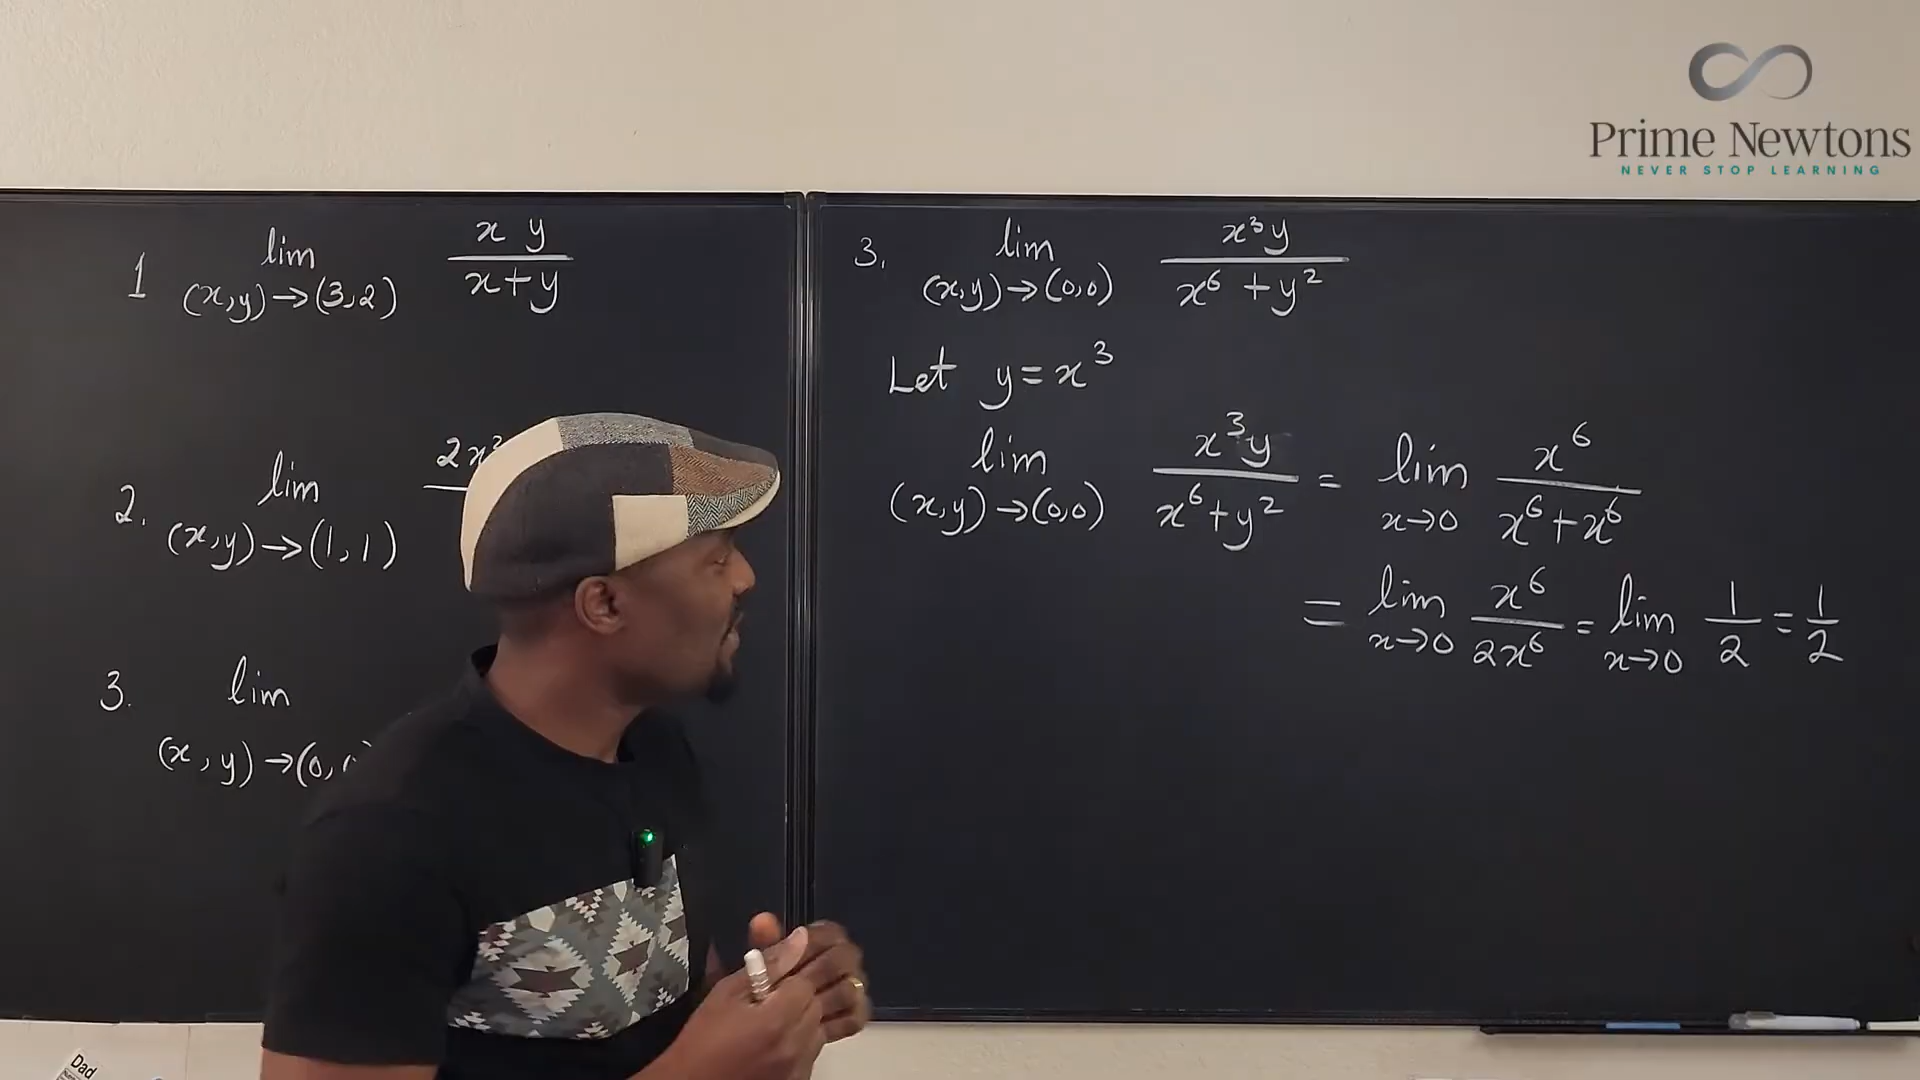 Prime Newtons
NEVER STOP LEARNING
1 lim (x,y)→(3,2) x y / x+y
2. lim (x,y)→(1,1)
3. lim (x,y)→(0,
3. lim (x,y)→(0,0) x³y / x⁶ + y²
Let y = x³
lim (x,y)→(0,0) x³y / x⁶+y² = lim x→0 x⁶ / x⁶+x⁶
= lim x→0 x⁶ / 2x⁶ = lim x→0 1/2 = 1/2
Dad